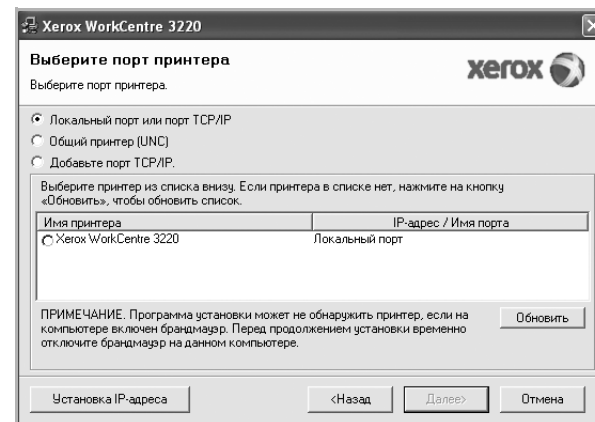 Xerox WorkCentre 3220
Выберите порт принтера
xerox
Выберите порт принтера.
Локальный порт или порт TCP/IP
Общий принтер (UNC)
Добавьте порт TCP/IP.
Выберите принтер из списка внизу. Если принтера в списке нет, нажмите на кнопку
«Обновить», чтобы обновить список.
Имя принтера IP-адрес / Имя порта
Xerox WorkCentre 3220 Локальный порт
ПРИМЕЧАНИЕ. Программа установки может не обнаружить принтер, если на
компьютере включен брандмауэр. Перед продолжением установки временно
отключите брандмауэр на данном компьютере.
Обновить
Установка IP-адреса <Назад Далее> Отмена